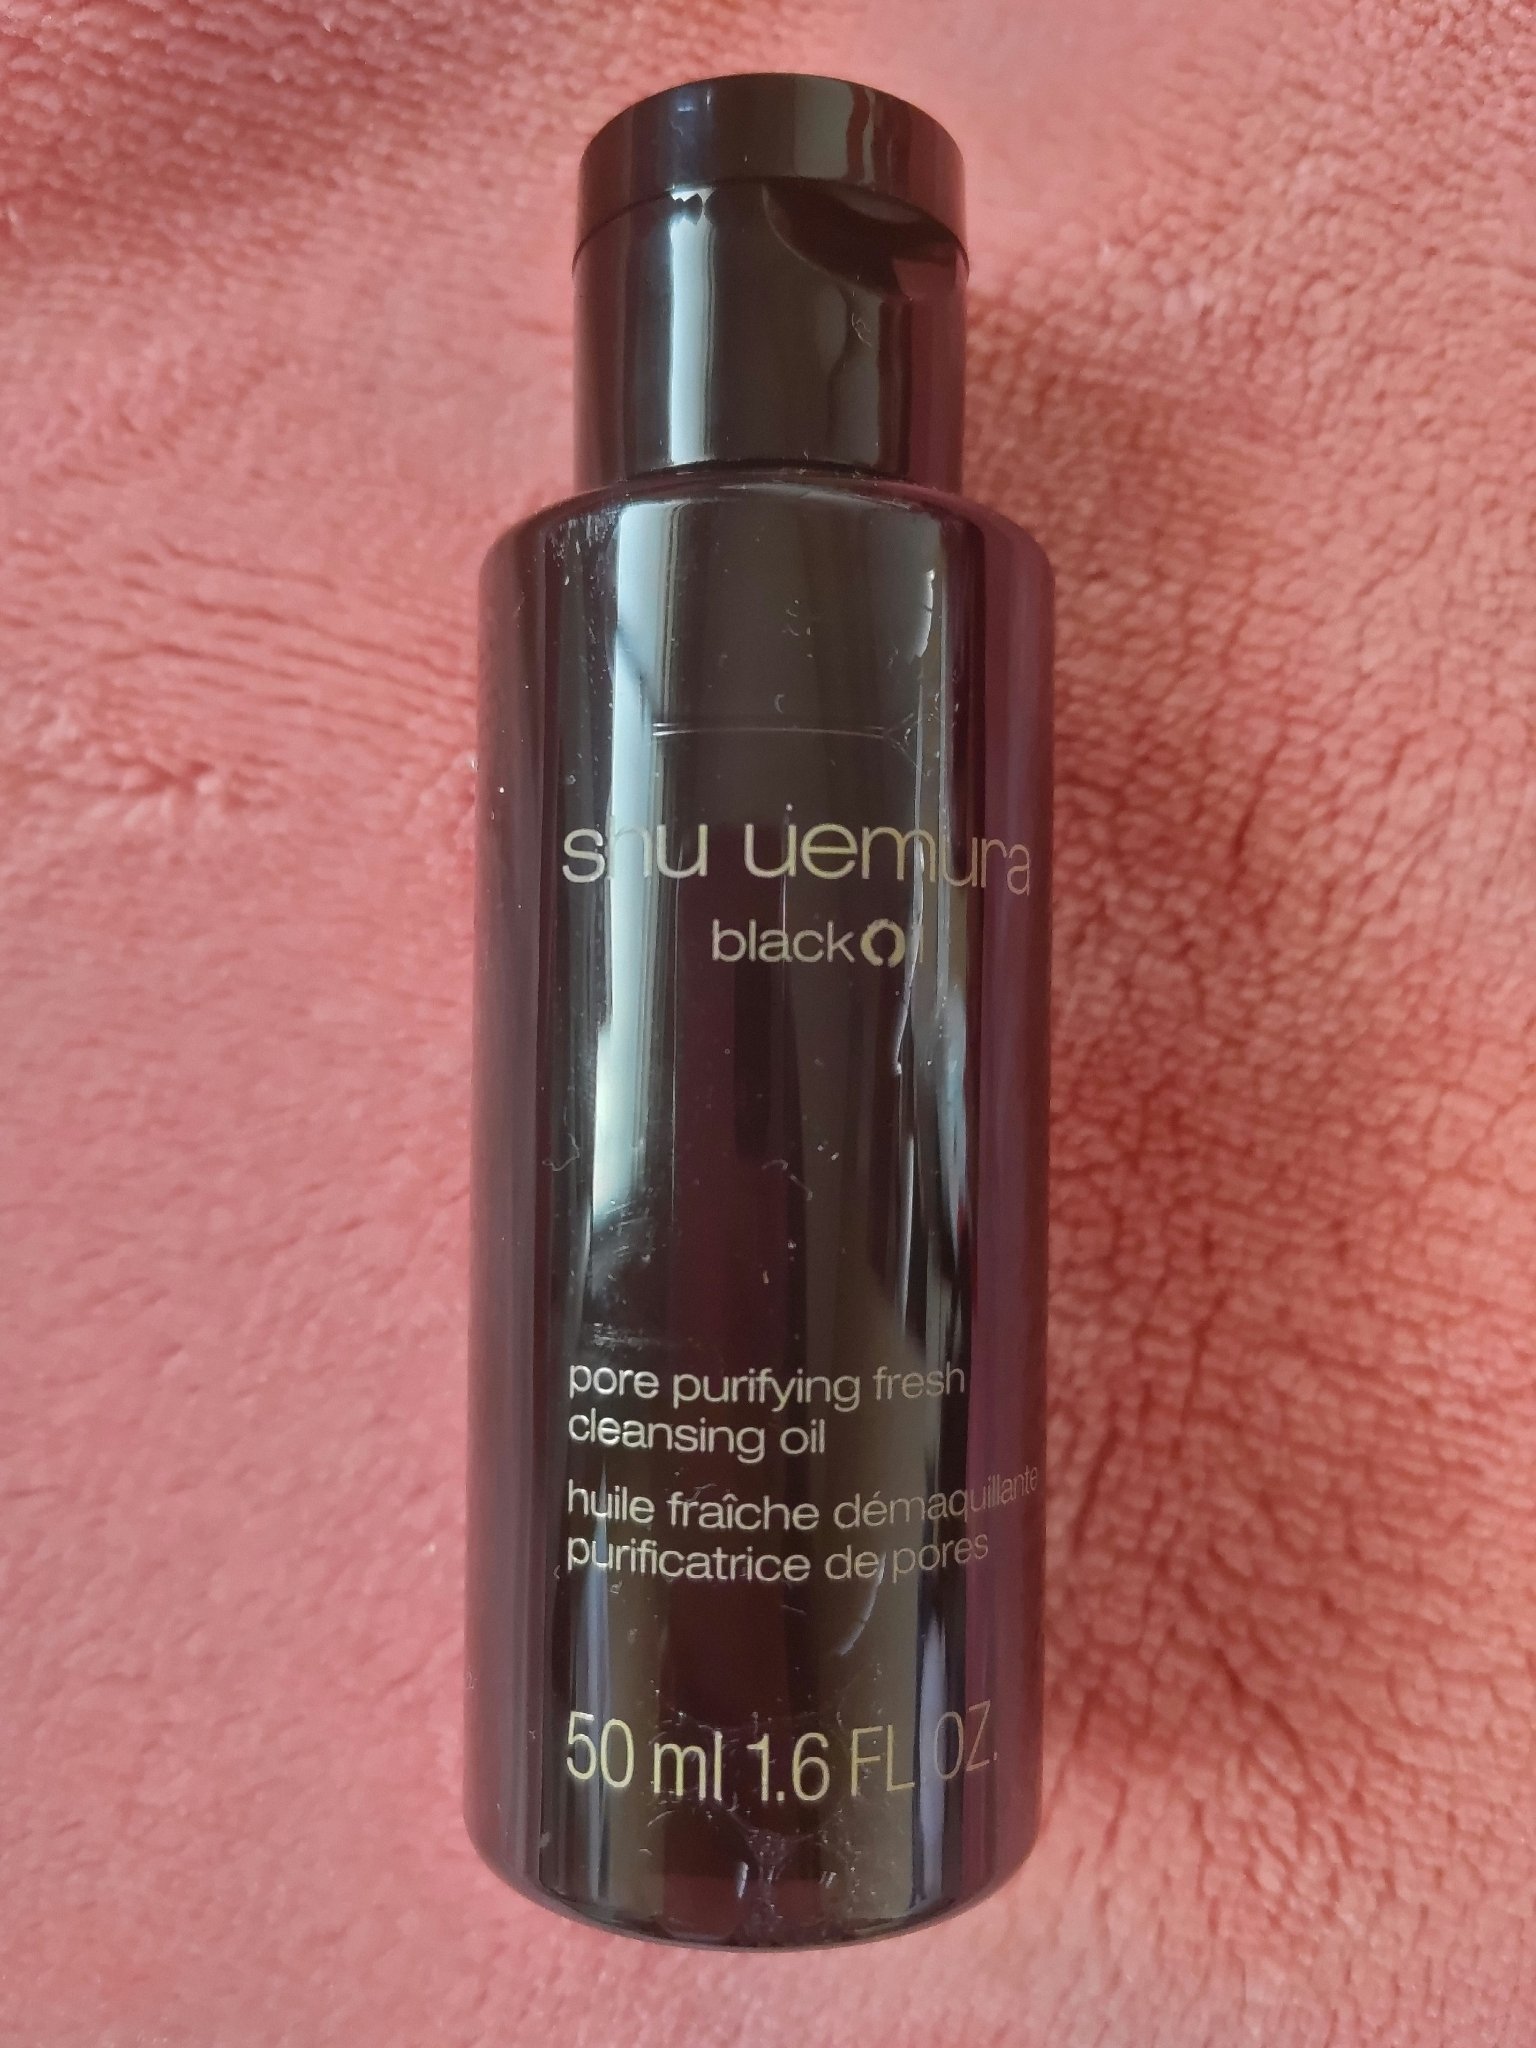 shu uemura
blackoil
pore purifying fresh
cleansing oil
huile fraîche démaquillante
purificatrice de pores
50 ml 1.6 FL OZ.